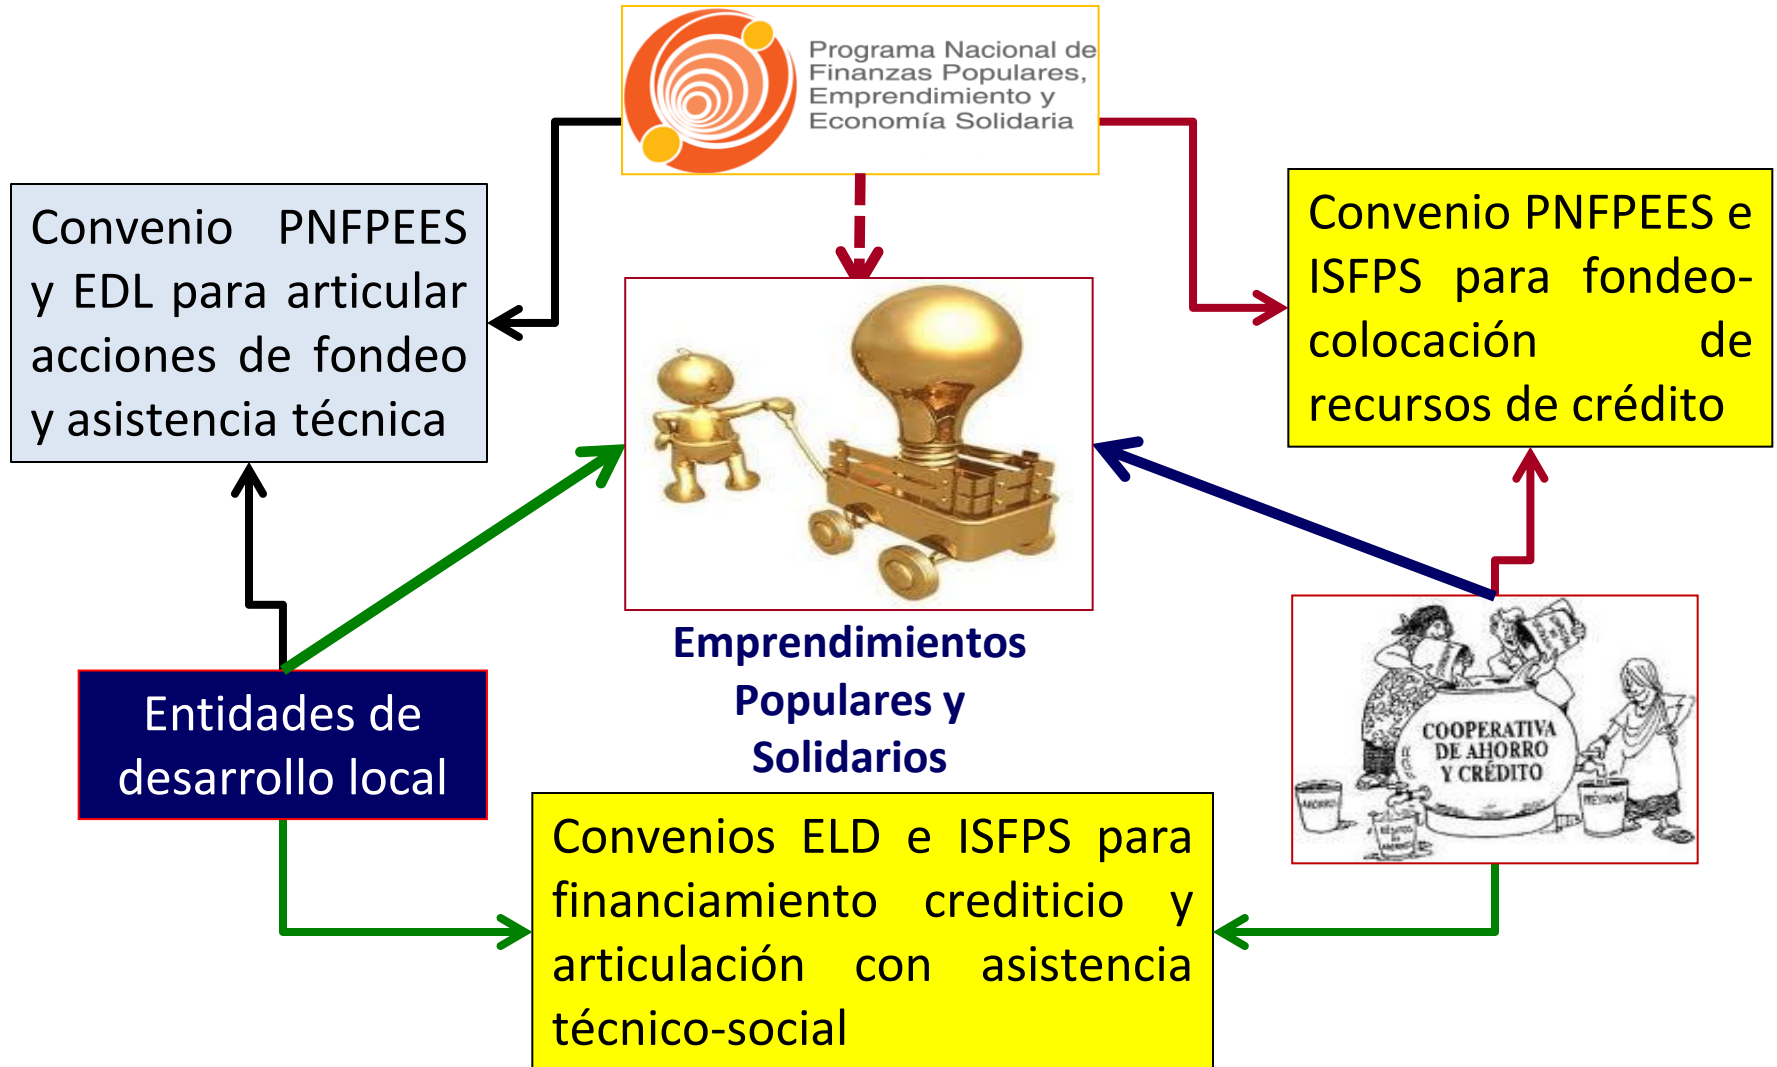 Programa Nacional de
Finanzas Populares,
Emprendimiento y
Economía Solidaria
Convenio PNFPEES
y EDL para articular
acciones de fondeo
y asistencia técnica
Convenio PNFPEES e
ISFPS para fondeo-
colocación de
recursos de crédito
Emprendimientos
Populares y
Solidarios
Entidades de
desarrollo local
COOPERATIVA
DE AHORRO
Y CRÉDITO
AHORRO
PRÉSTAMOS
Convenios ELD e ISFPS para
financiamiento crediticio y
articulación con asistencia
técnico-social